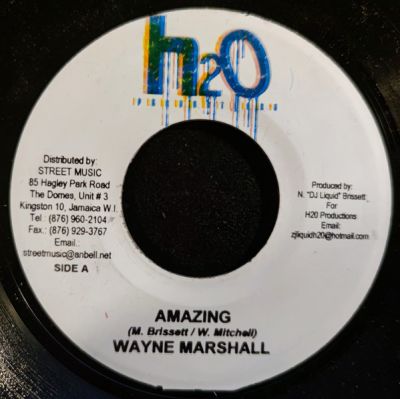 h2O
Distributed by:
STREET MUSIC
85 Hagley Park Road
The Domes, Unit # 3
Kingston 10, Jamaica W.I.
Tel.: (876) 960-2104
Fax.: (876) 929-3767
Email.:
streetmusic@anbell.net
SIDE A
Produced by:
N. "DJ Liquid" Brissett
For
H20 Productions
Email:
zjliquidh20@hotmail.com
AMAZING
(M. Brissett / W. Mitchell)
WAYNE MARSHALL